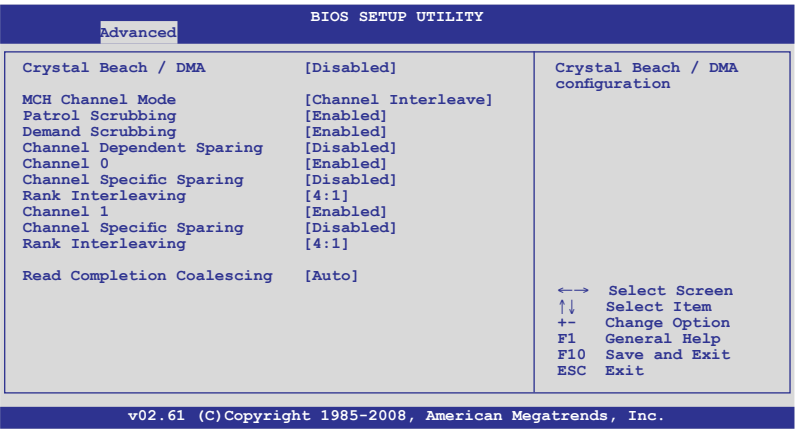 BIOS SETUP UTILITY
Advanced
Crystal Beach / DMA [Disabled]
MCH Channel Mode [Channel Interleave]
Patrol Scrubbing [Enabled]
Demand Scrubbing [Enabled]
Channel Dependent Sparing [Disabled]
Channel 0 [Enabled]
Channel Specific Sparing [Disabled]
Rank Interleaving [4:1]
Channel 1 [Enabled]
Channel Specific Sparing [Disabled]
Rank Interleaving [4:1]
Read Completion Coalescing [Auto]
Crystal Beach / DMA
configuration
←→ Select Screen
↑↓ Select Item
+- Change Option
F1 General Help
F10 Save and Exit
ESC Exit
v02.61 (C)Copyright 1985-2008, American Megatrends, Inc.